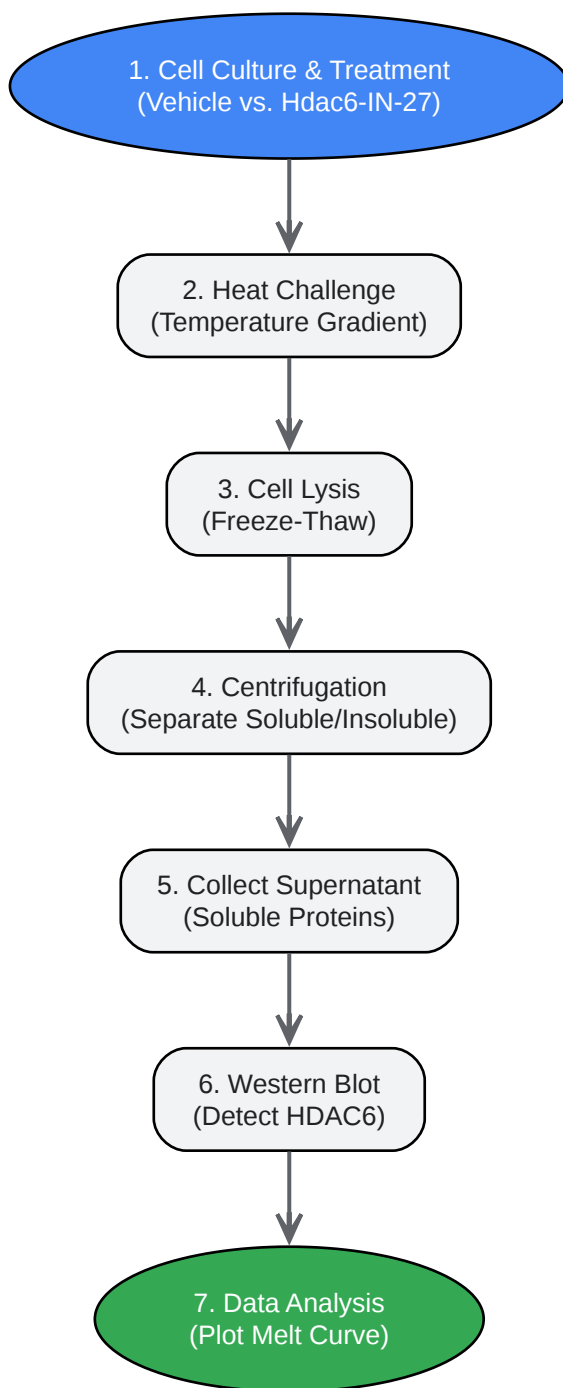 1. Cell Culture & Treatment
(Vehicle vs. Hdac6-IN-27)
2. Heat Challenge
(Temperature Gradient)
3. Cell Lysis
(Freeze-Thaw)
4. Centrifugation
(Separate Soluble/Insoluble)
5. Collect Supernatant
(Soluble Proteins)
6. Western Blot
(Detect HDAC6)
7. Data Analysis
(Plot Melt Curve)